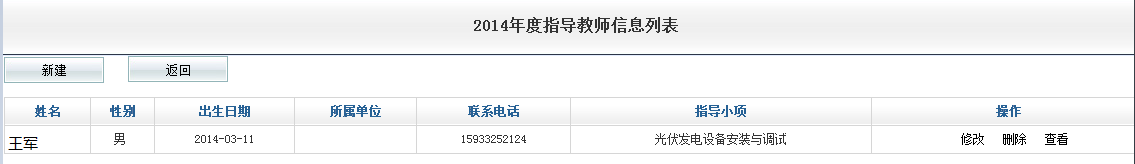 2014年度指导教师信息列表
新建 返回
姓名 性别 出生日期 所属单位 联系电话 指导小项 操作
王军 男 2014-03-11 15933252124 光伏发电设备安装与调试 修改 删除 查看